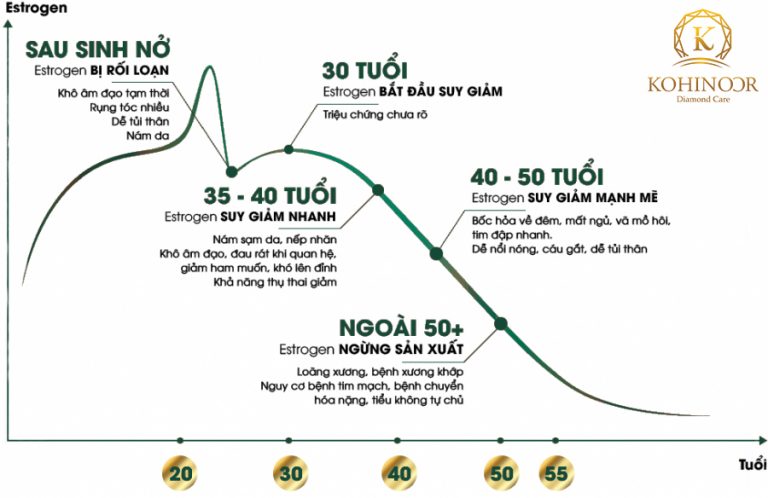 Estrogen
SAU SINH NỞ
Estrogen BỊ RỐI LOẠN
Khô âm đạo tạm thời
Rụng tóc nhiều
Dễ tủi thân
Nám da
30 TUỔI
Estrogen BẮT ĐẦU SUY GIẢM
Triệu chứng chưa rõ
K
KOHINOOR
Diamond Care
35 - 40 TUỔI
Estrogen SUY GIẢM NHANH
Nám sạm da, nếp nhăn
Khô âm đạo, đau rát khi quan hệ,
giảm ham muốn, khó lên đỉnh
Khả năng thụ thai giảm
40 - 50 TUỔI
Estrogen SUY GIẢM MẠNH MẼ
Bốc hỏa về đêm, mất ngủ, vã mồ hôi,
tim đập nhanh.
Dễ nổi nóng, cáu gắt, dễ tủi thân
NGOÀI 50+
Estrogen NGỪNG SẢN XUẤT
Loãng xương, bệnh xương khớp
Nguy cơ bệnh tim mạch, bệnh chuyển
hóa nặng, tiểu không tự chủ
20
30
40
50
55
Tuổi